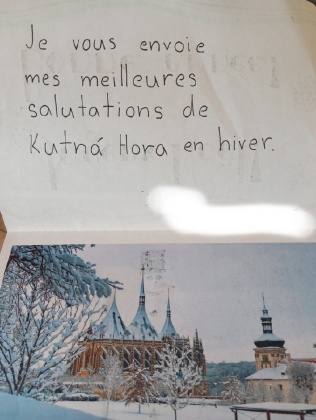 Je vous envoie
mes meilleures
salutations de
Kutná Hora en hiver.